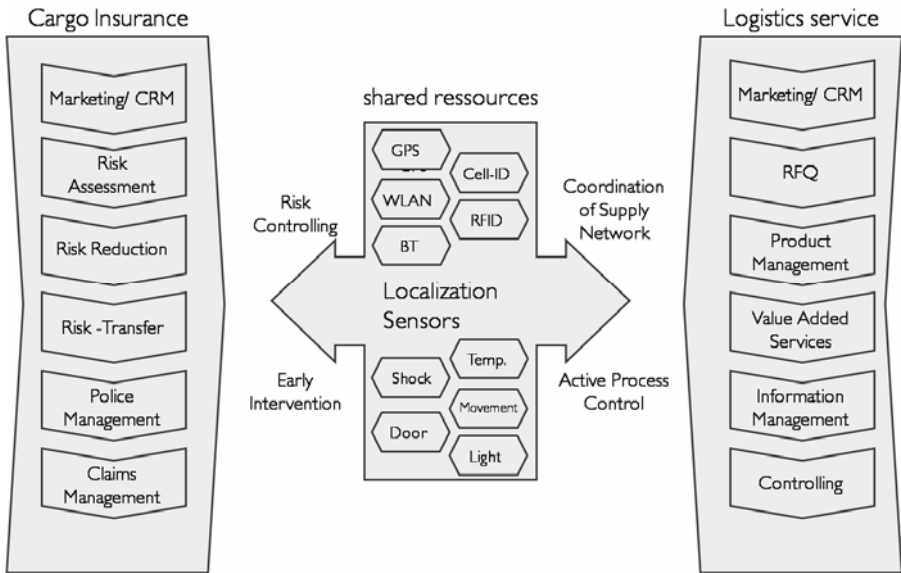 Cargo Insurance
Marketing/ CRM
Risk
Assessment
Risk Reduction
Risk -Transfer
Police
Management
Claims
Management
shared ressources
GPS
Cell-ID
WLAN
RFID
BT
Risk
Controlling
Coordination
of Supply
Network
Localization
Sensors
Early
Intervention
Active Process
Control
Temp.
Shock
Movement
Door
Light
Logistics service
Marketing/ CRM
RFQ
Product
Management
Value Added
Services
Information
Management
Controlling